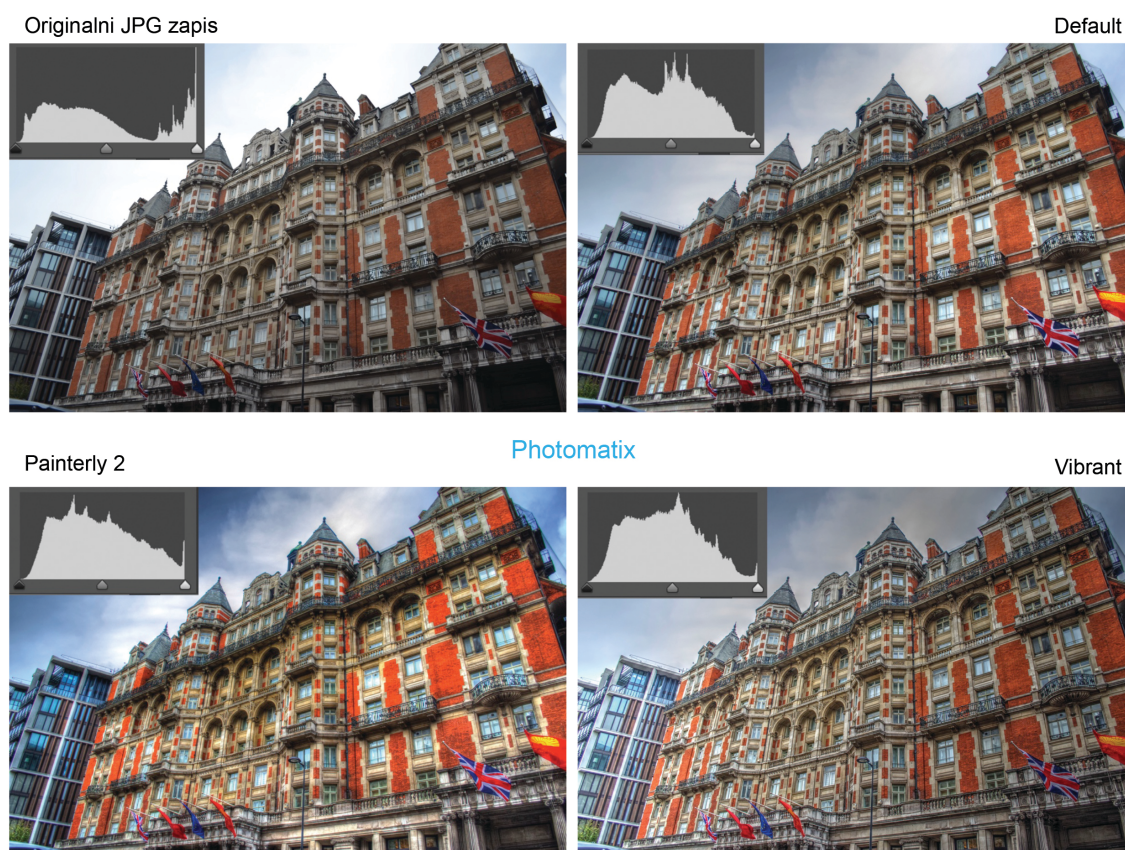 Originalni JPG zapis
Default
Photomatix
Painterly 2
Vibrant